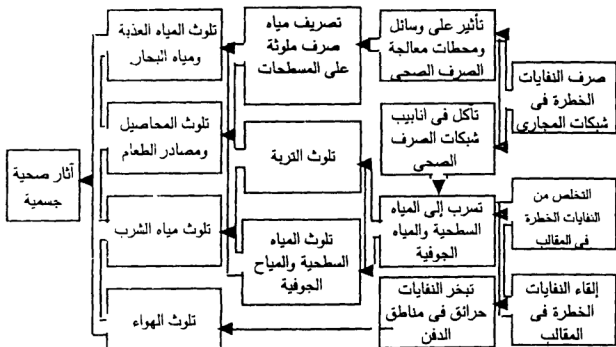 صرف النفايات
الخطرة فى
شبكات المجارى
التخلص من
النفايات الخطرة
فى المقالب
إلقاء النفايات
الخطرة فى
المقالب
تأثير على وسائل
ومحطات معالجة
الصرف الصحى
تآكل فى انابيب
شبكات الصرف
الصحى
تسرب إلى المياه
السطحية والمياه
الجوفية
تبخر النفايات
حرائق فى مناطق
الدفن
تصريف مياه
صرف ملوثة
على المسطحات
تلوث التربة
تلوث المياه
السطحية والمياح
الجوفية
تلوث المياه العذبة
ومياه البحار
تلوث المحاصيل
ومصادر الطعام
تلوث مياه الشرب
تلوث الهواء
آثار صحية
جسمية